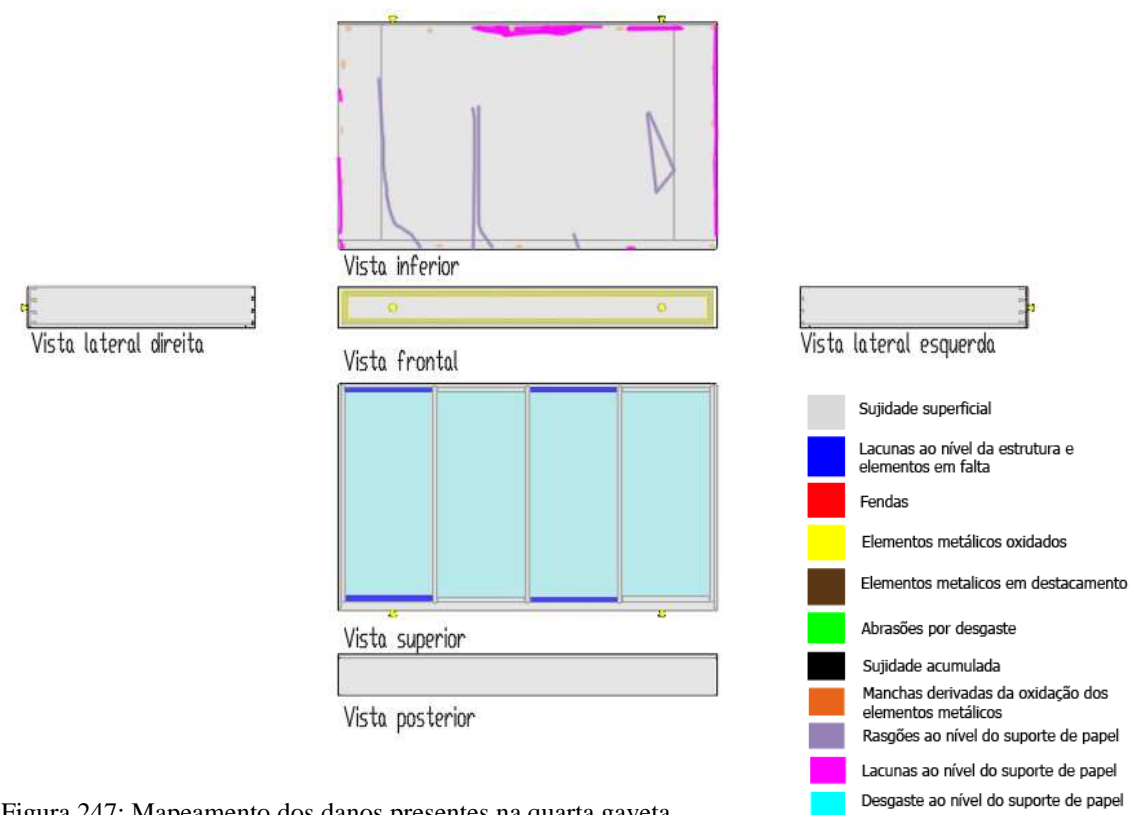 Vista inferior
Vista lateral direita
Vista frontal
Vista lateral esquerda
Vista superior
Vista posterior
Sujidade superficial
Lacunas ao nível da estrutura e
elementos em falta
Fendas
Elementos metálicos oxidados
Elementos metalicos em destacamento
Abrasões por desgaste
Sujidade acumulada
Manchas derivadas da oxidação dos
elementos metálicos
Rasgões ao nível do suporte de papel
Lacunas ao nível do suporte de papel
Desgaste ao nível do suporte de papel
Figura 247: Mapeamento dos danos presentes na quarta gaveta